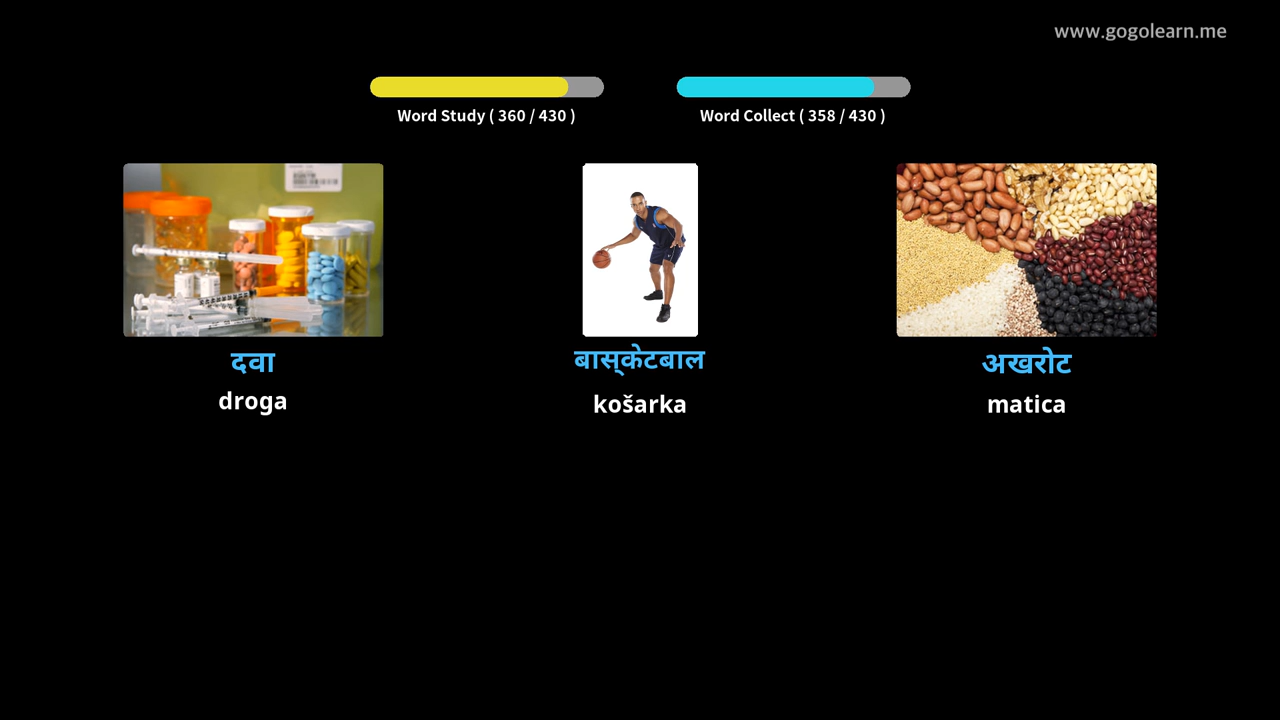 www.gogolearn.me
Word Study ( 360 / 430 )
Word Collect ( 358 / 430 )
दवा
बास्केटबाल
अखरोट
droga
košarka
matica